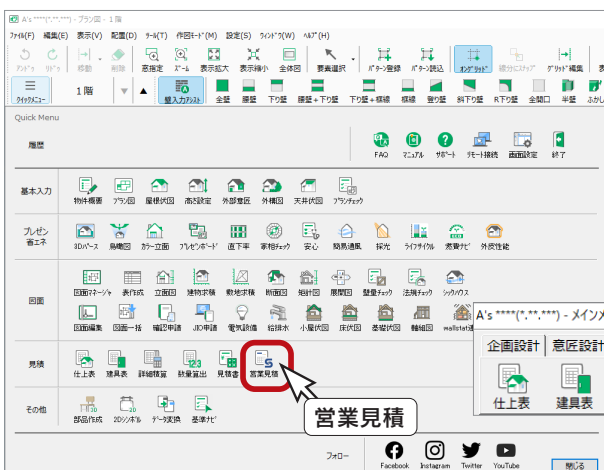 A's ****(*.**.***) - プラン図 - 1 階
ファイル(F) 編集(E) 表示(V) 配置(D) ツール(T) 作図モード(M) 設定(S) ウィンドウ(W) ヘルプ(H)
アンドゥ リドゥ 移動 削除 窓指定 ズーム 表示拡大 表示縮小 全体図 要素選択 パターン登録 パターン読込 オングリッド 線分にスナップ グリッド編集
クイックメニュー 1 階 壁入力アシスト 全壁 腰壁 下り壁 腰壁+下り壁 下り壁+框線 框線 登り壁 斜下り壁 R下り壁 全開口 半壁 ふかし
Quick Menu
履歴
FAQ マニュアル サポート リモート接続 画面設定 終了
基本入力
物件概要 プラン図 屋根伏図 高さ設定 外部意匠 外構図 天井伏図 プランチェック
プレゼン
省エネ
3Dパース 鳥瞰図 カラー立面 プレゼンボード 直下率 家相チェック 安心 簡易通風 採光 ライフサイクル 燃費ナビ 外皮性能
図面
図面マネージャ 表作成 立面図 建物求積 敷地求積 断面図 矩計図 展開図 壁量チェック 法規チェック シックハウス
図面編集 図面一括 確認申請 JIO申請 電気設備 給排水 小屋伏図 床伏図 基礎伏図 軸組図 wallstat連
見積
仕上表 建具表 詳細積算 数量算出 見積書 営業見積
営業見積
その他
部品作成 2Dシンボル データ変換 基準ナビ
A's ****(*.**.***) - メインメ
企画設計 意匠設計
仕上表 建具表
フォロー
Facebook Instagram Twitter YouTube
閉じる